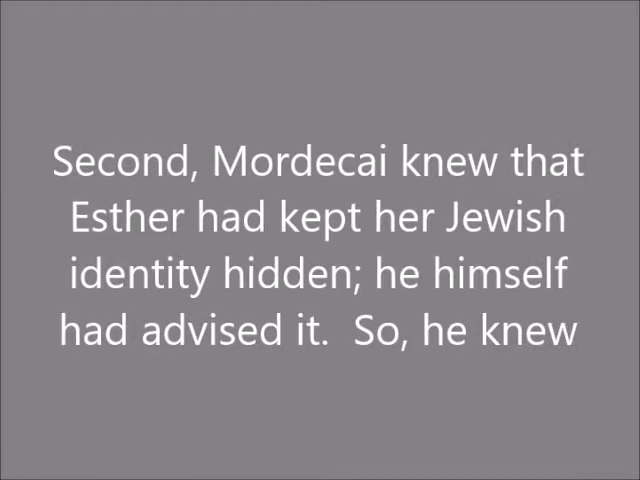 Second, Mordecai knew that
Esther had kept her Jewish
identity hidden; he himself
had advised it.  So, he knew